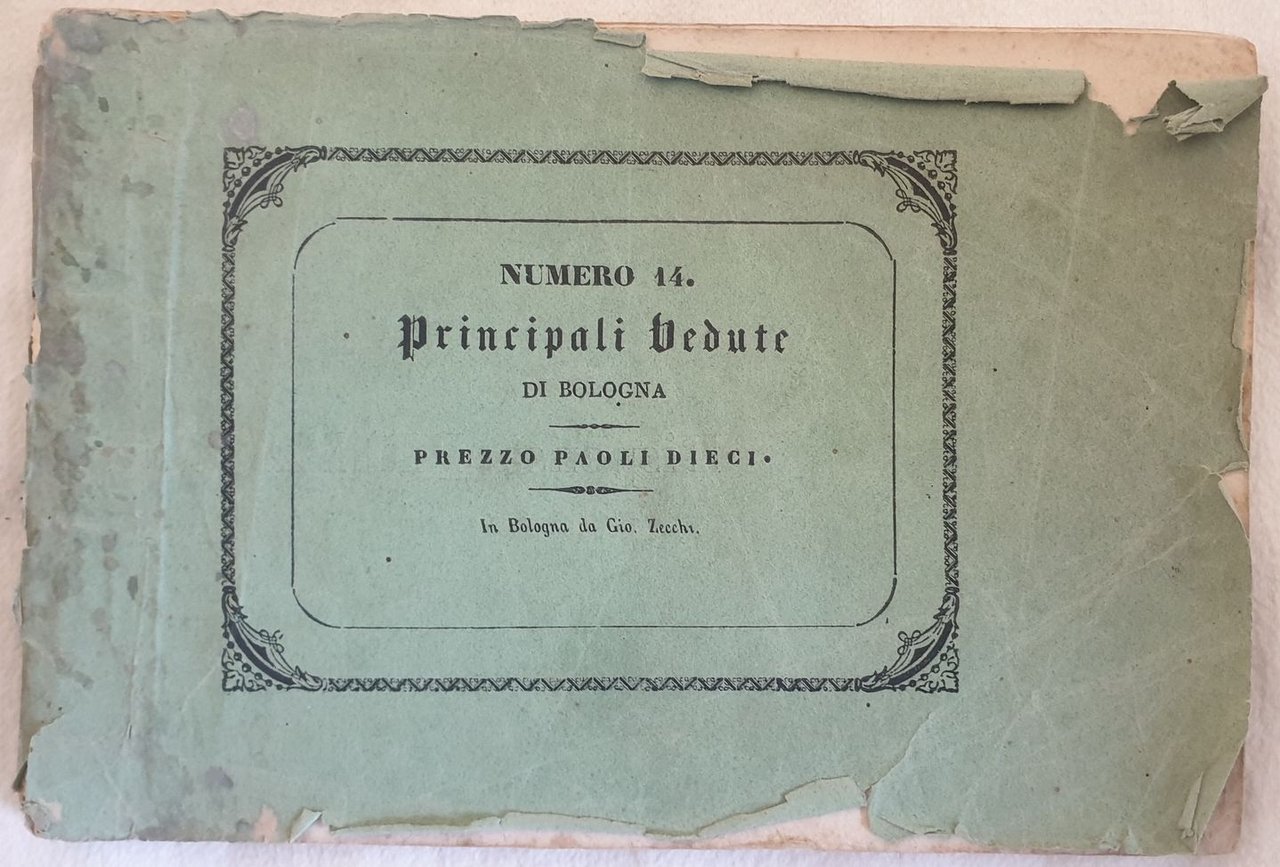 NUMERO 14.
Principali Vedute
DI BOLOGNA
PREZZO PAOLI DIECI.
In Bologna da Gio. Zecchi.